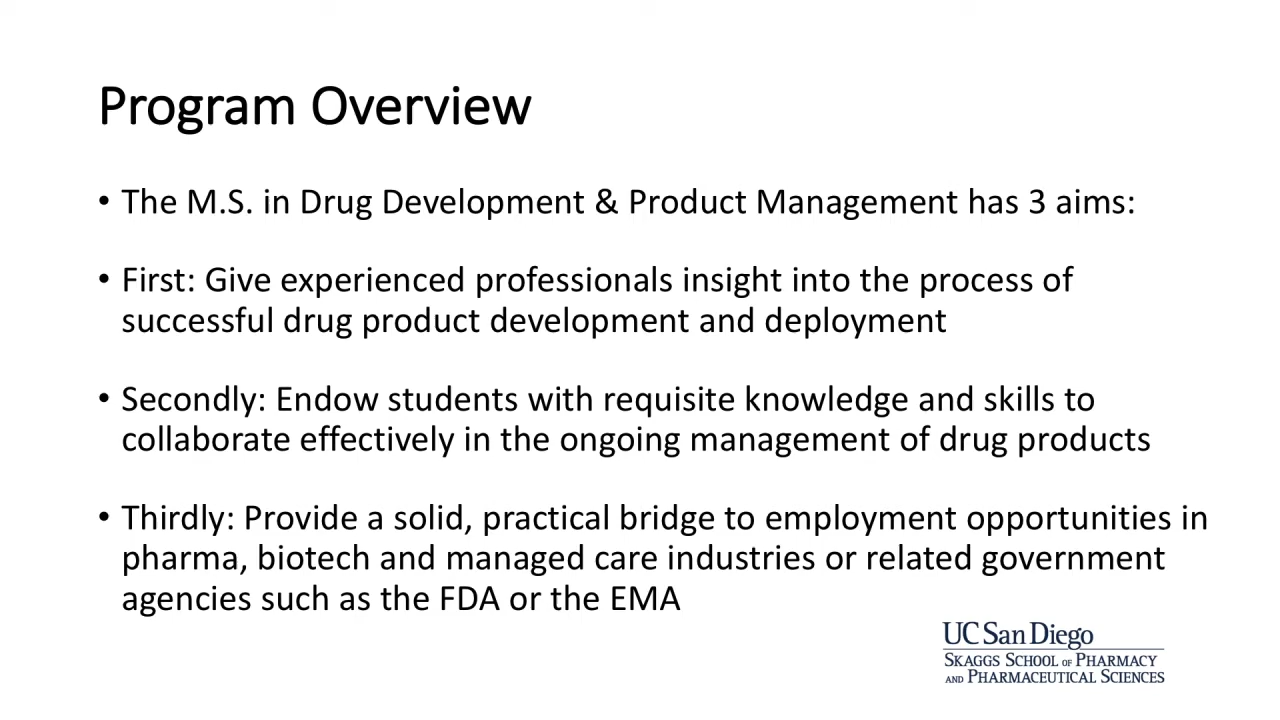 Program Overview
• The M.S. in Drug Development & Product Management has 3 aims:
• First: Give experienced professionals insight into the process of
successful drug product development and deployment
• Secondly: Endow students with requisite knowledge and skills to
collaborate effectively in the ongoing management of drug products
• Thirdly: Provide a solid, practical bridge to employment opportunities in
pharma, biotech and managed care industries or related government
agencies such as the FDA or the EMA
UC San Diego
SKAGGS SCHOOL OF PHARMACY
AND PHARMACEUTICAL SCIENCES